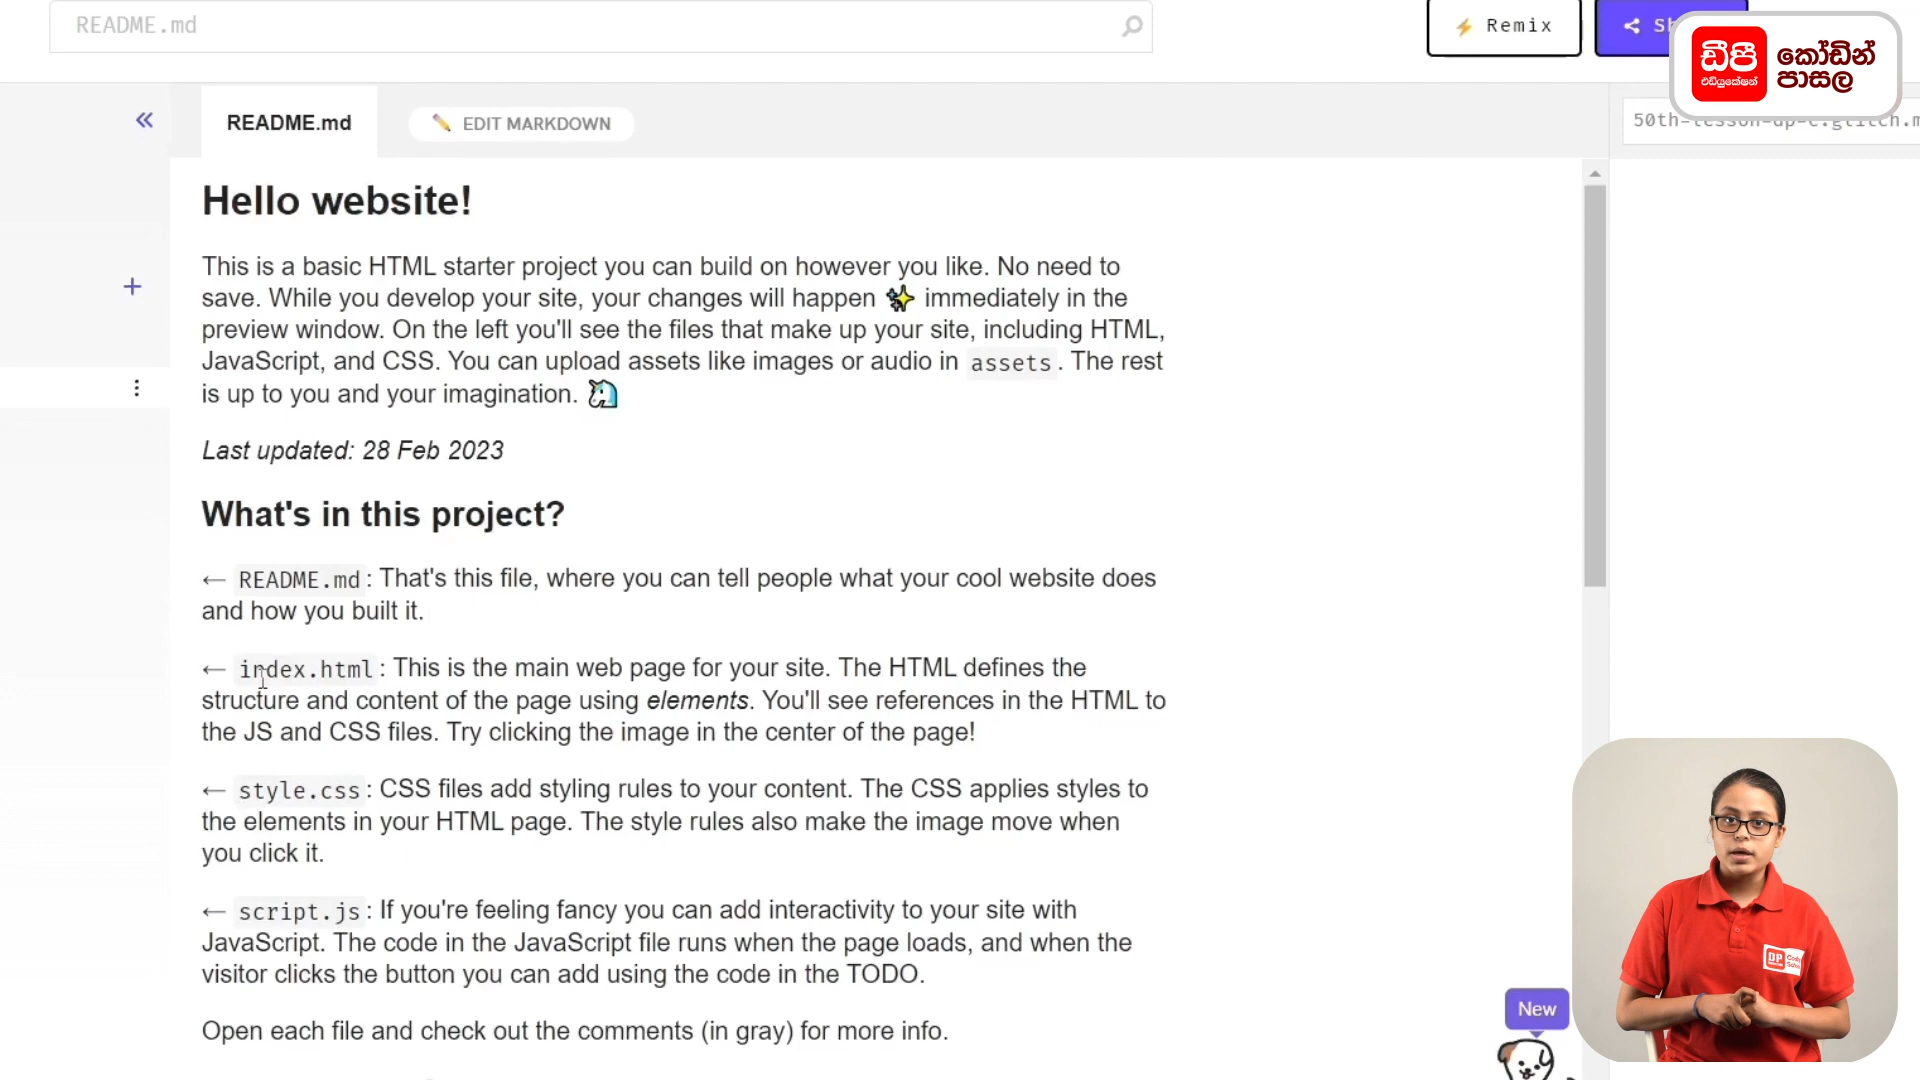 README.md
Remix
ඩීපී
එඩියුකේෂන්
කෝඩින්
පාසල
README.md
EDIT MARKDOWN
Hello website!
This is a basic HTML starter project you can build on however you like. No need to
save. While you develop your site, your changes will happen ✨ immediately in the
preview window. On the left you'll see the files that make up your site, including HTML,
JavaScript, and CSS. You can upload assets like images or audio in assets. The rest
is up to you and your imagination. 🦄
Last updated: 28 Feb 2023
What's in this project?
← README.md: That's this file, where you can tell people what your cool website does
and how you built it.
← index.html: This is the main web page for your site. The HTML defines the
structure and content of the page using elements. You'll see references in the HTML to
the JS and CSS files. Try clicking the image in the center of the page!
← style.css: CSS files add styling rules to your content. The CSS applies styles to
the elements in your HTML page. The style rules also make the image move when
you click it.
← script.js: If you're feeling fancy you can add interactivity to your site with
JavaScript. The code in the JavaScript file runs when the page loads, and when the
visitor clicks the button you can add using the code in the TODO.
Open each file and check out the comments (in gray) for more info.
New
DP